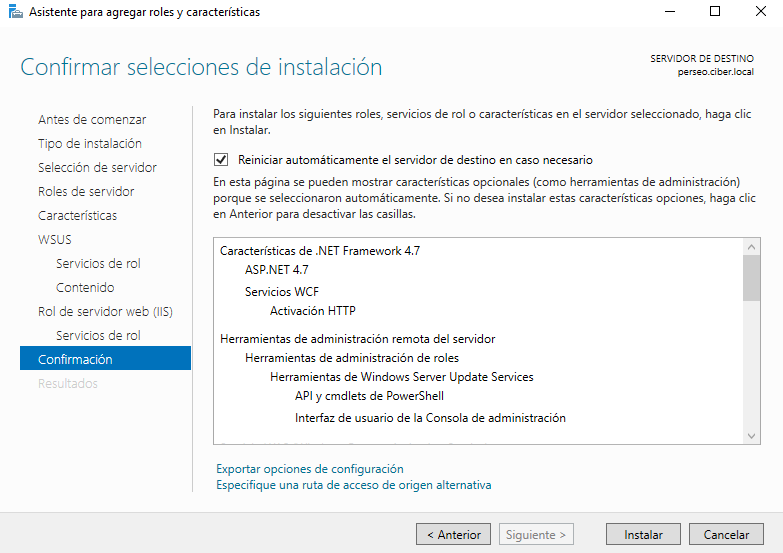 Asistente para agregar roles y características
Confirmar selecciones de instalación
SERVIDOR DE DESTINO
perseo.ciber.local
Antes de comenzar
Tipo de instalación
Selección de servidor
Roles de servidor
Características
WSUS
Servicios de rol
Contenido
Rol de servidor web (IIS)
Servicios de rol
Confirmación
Resultados
Para instalar los siguientes roles, servicios de rol o características en el servidor seleccionado, haga clic
en Instalar.
Reiniciar automáticamente el servidor de destino en caso necesario
En esta página se pueden mostrar características opcionales (como herramientas de administración)
porque se seleccionaron automáticamente. Si no desea instalar estas características opciones, haga clic
en Anterior para desactivar las casillas.
Características de .NET Framework 4.7
ASP.NET 4.7
Servicios WCF
Activación HTTP
Herramientas de administración remota del servidor
Herramientas de administración de roles
Herramientas de Windows Server Update Services
API y cmdlets de PowerShell
Interfaz de usuario de la Consola de administración
Exportar opciones de configuración
Especifique una ruta de acceso de origen alternativa
< Anterior
Siguiente >
Instalar
Cancelar